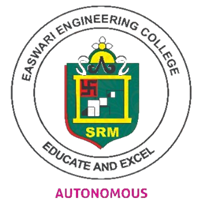 EASWARI ENGINEERING COLLEGE
SRM
EDUCATE AND EXCEL
AUTONOMOUS